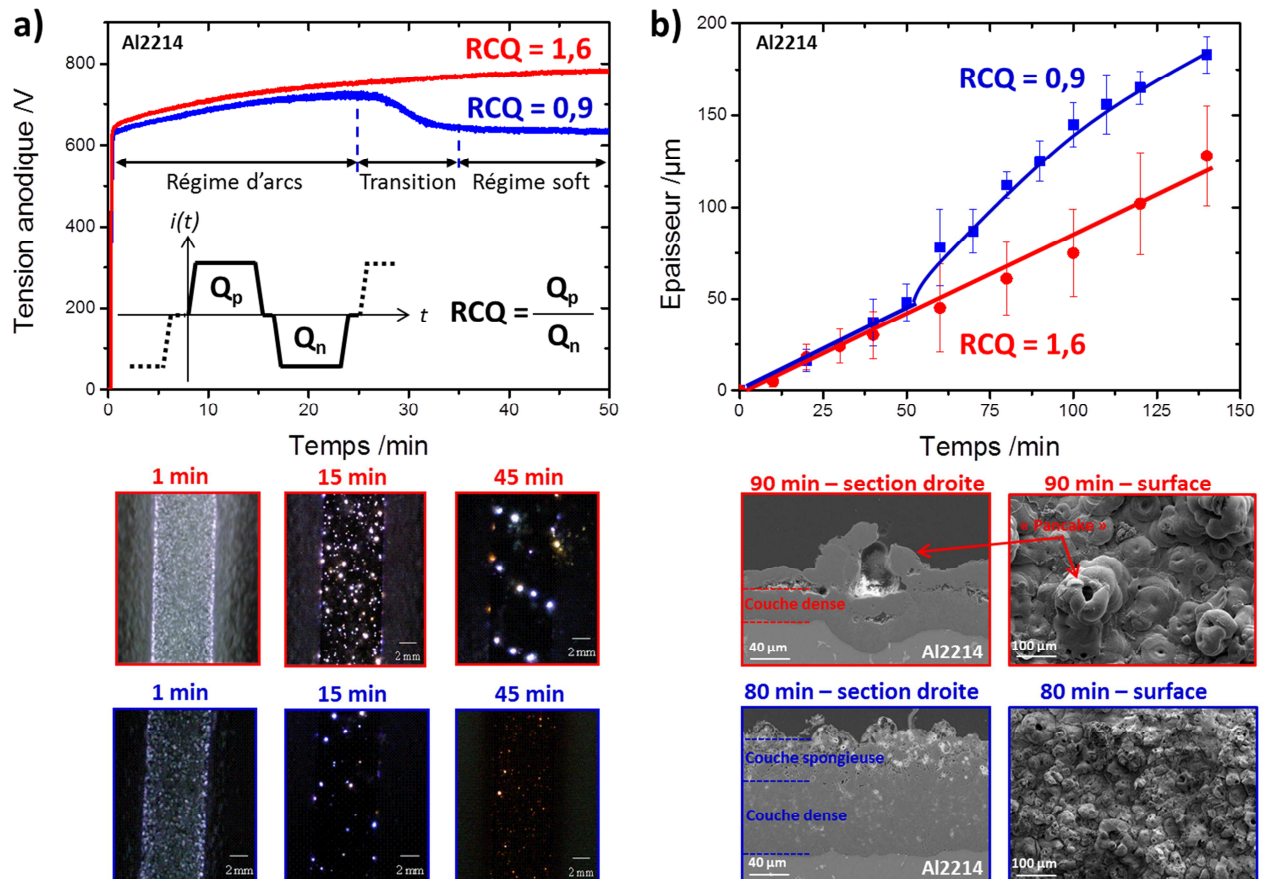 a)
Al2214
RCQ = 1,6
RCQ = 0,9
Régime d'arcs
Transition
Régime soft
i(t)
Qp
Qn
t
RCQ = Qp
Qn
Tension anodique /V
800
600
400
200
0
0
10
20
30
40
50
Temps /min
1 min
15 min
45 min
2 mm
2 mm
1 min
15 min
45 min
2 mm
2 mm
2 mm
b)
Al2214
RCQ = 0,9
RCQ = 1,6
Epaisseur /µm
200
150
100
50
0
0
25
50
75
100
125
150
Temps /min
90 min – section droite
90 min – surface
« Pancake »
Couche dense
40 µm
Al2214
100 µm
80 min – section droite
80 min – surface
Couche spongieuse
Couche dense
40 µm
Al2214
100 µm